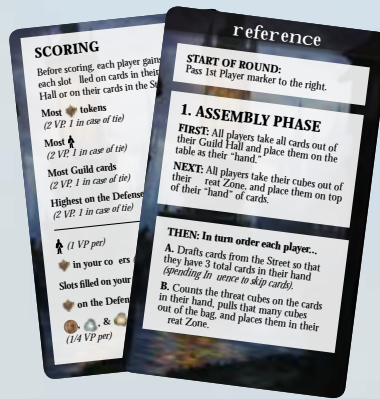 SCORING
Before scoring, each player gains
each slot lled on cards in their
Hall or on their cards in the S
Most tokens
(2 VP, 1 in case of tie)
Most
(2 VP, 1 in case of tie)
Most Guild cards
(2 VP, 1 in case of tie)
Highest on the Defense
(2 VP, 1 in case of tie)
(1 VP per)
in your co ers
Slots filled on your
on the Defen
, , &
(1/4 VP per)
reference
START OF ROUND:
Pass 1st Player marker to the right.
1. ASSEMBLY PHASE
FIRST: All players take all cards out of
their Guild Hall and place them on the
table as their “hand.”
NEXT: All players take their cubes out of
their reat Zone, and place them on top
of their “hand” of cards.
THEN: In turn order each player...
A. Drafts cards from the Street so that
they have 3 total cards in their hand
(spending In uence to skip cards).
B. Counts the threat cubes on the cards
in their hand, pulls that many cubes
out of the bag, and places them in their
reat Zone.